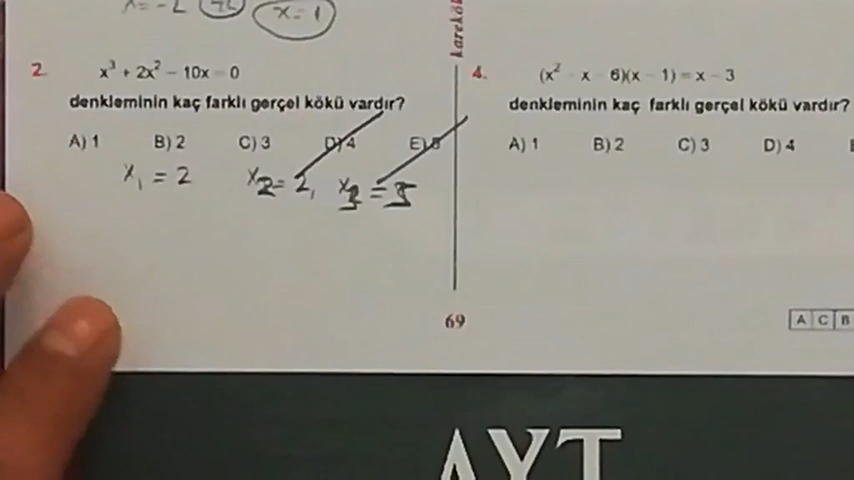 x = 1
karekök
2. x³ + 2x² − 10x = 0
denkleminin kaç farklı gerçel kökü vardır?
A) 1 B) 2 C) 3 D) 4 E) 5
x₁ = 2 x₂ = 2, x₃ = 5
4. (x² x 6)(x 1) = x 3
denkleminin kaç farklı gerçel kökü vardır?
A) 1 B) 2 C) 3 D) 4
69
A C B
AYT